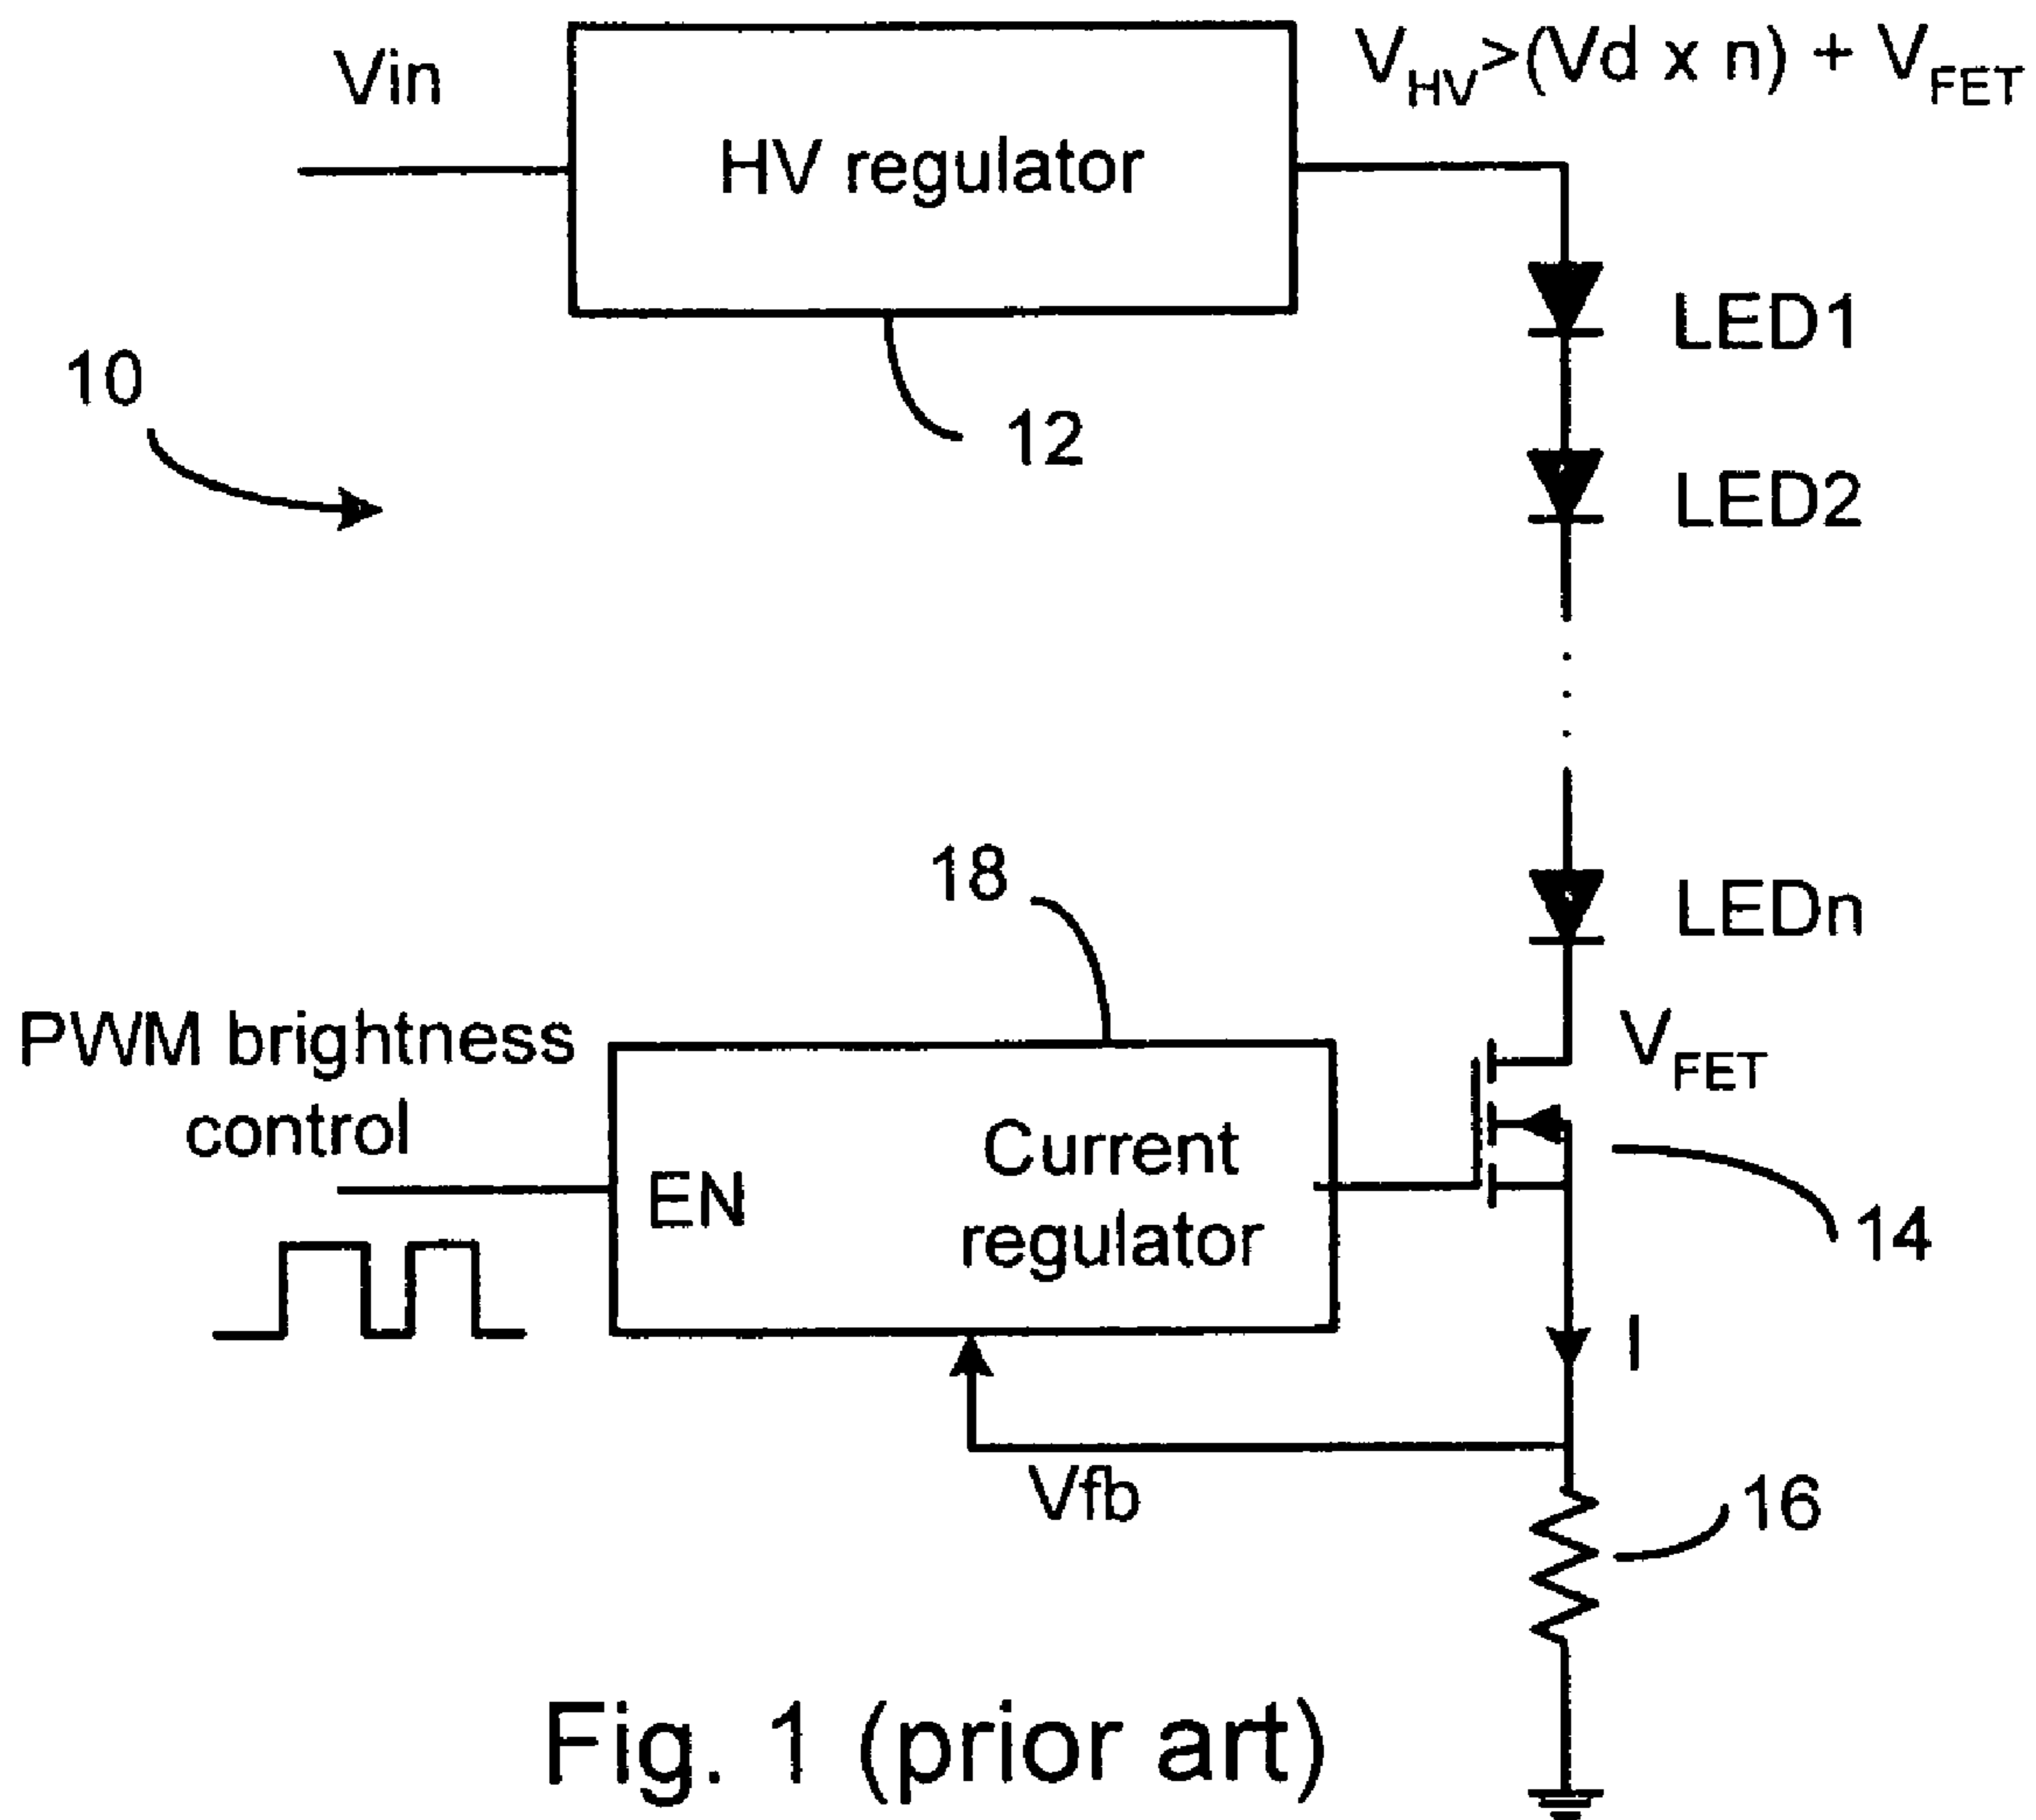 Vin
V_HV>(Vd x n) + V_FET
HV regulator
LED1
10
12
LED2
18
LEDn
PWM brightness
control
V_FET
EN
Current
regulator
14
I
Vfb
16
Fig. 1 (prior art)